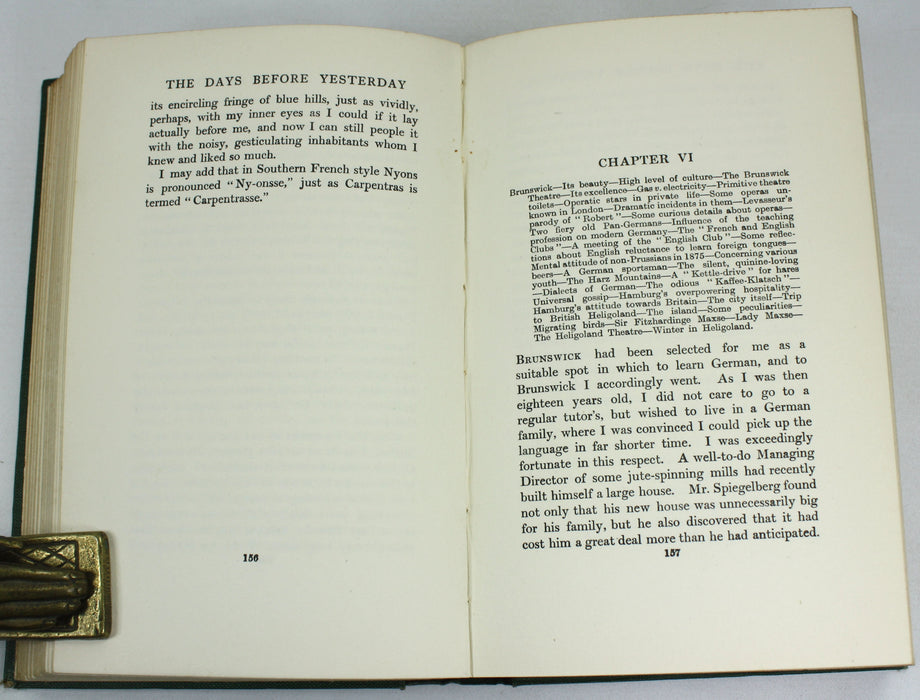 THE DAYS BEFORE YESTERDAY
its encircling fringe of blue hills, just as vividly,
perhaps, with my inner eyes as I could if it lay
actually before me, and now I can still people it
with the noisy, gesticulating inhabitants whom I
knew and liked so much.
I may add that in Southern French style Nyons
is pronounced "Ny-onsse," just as Carpentras is
termed "Carpentrasse."
156
CHAPTER VI
Brunswick—Its beauty—High level of culture—The Brunswick
Theatre—Its excellence—Gas v. electricity—Primitive theatre
toilets—Operatic stars in private life—Some operas un-
known in London—Dramatic incidents in them—Levasseur's
parody of "Robert"—Some curious details about operas—
Two fiery old Pan-Germans—Influence of the teaching
profession on modern Germany—The "French and English
Clubs"—A meeting of the "English Club"—Some reflec-
tions about English reluctance to learn foreign tongues—
Mental attitude of non-Prussians in 1875—Concerning various
beers—A German sportsman—The silent, quinine-loving
youth—The Harz Mountains—A "Kettle-drive" for hares
—Dialects of German—The odious "Kaffee-Klatsch"—
Universal gossip—Hamburg's overpowering hospitality—
Hamburg's attitude towards Britain—The city itself—Trip
to British Heligoland—The island—Some peculiarities—
Migrating birds—Sir Fitzhardinge Maxse—Lady Maxse—
The Heligoland Theatre—Winter in Heligoland.
BRUNSWICK had been selected for me as a
suitable spot in which to learn German, and to
Brunswick I accordingly went. As I was then
eighteen years old, I did not care to go to a
regular tutor's, but wished to live in a German
family, where I was convinced I could pick up the
language in far shorter time. I was exceedingly
fortunate in this respect. A well-to-do Managing
Director of some jute-spinning mills had recently
built himself a large house. Mr. Spiegelberg found
not only that his new house was unnecessarily big
for his family, but he also discovered that it had
cost him a great deal more than he had anticipated.
157